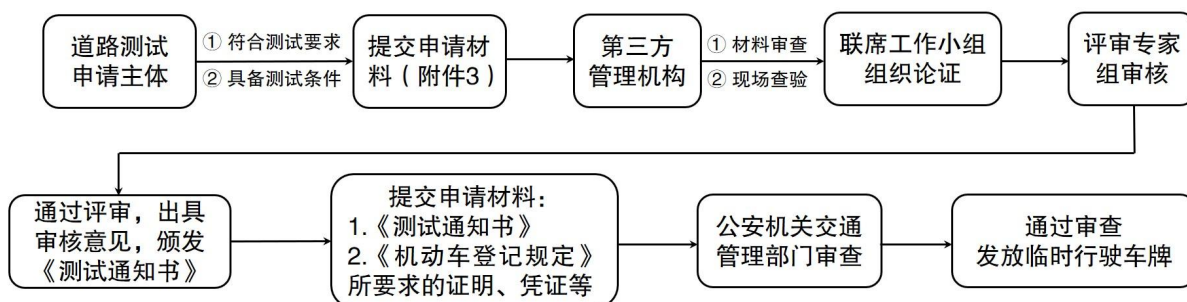 道路测试
申请主体
① 符合测试要求
② 具备测试条件
提交申请材
料（附件3）
第三方
管理机构
① 材料审查
② 现场查验
联席工作小组
组织论证
评审专家
组审核
通过评审，出具
审核意见，颁发
《测试通知书》
提交申请材料：
1.《测试通知书》
2.《机动车登记规定》
所要求的证明、凭证等
公安机关交通
管理部门审查
通过审查
发放临时行驶车牌